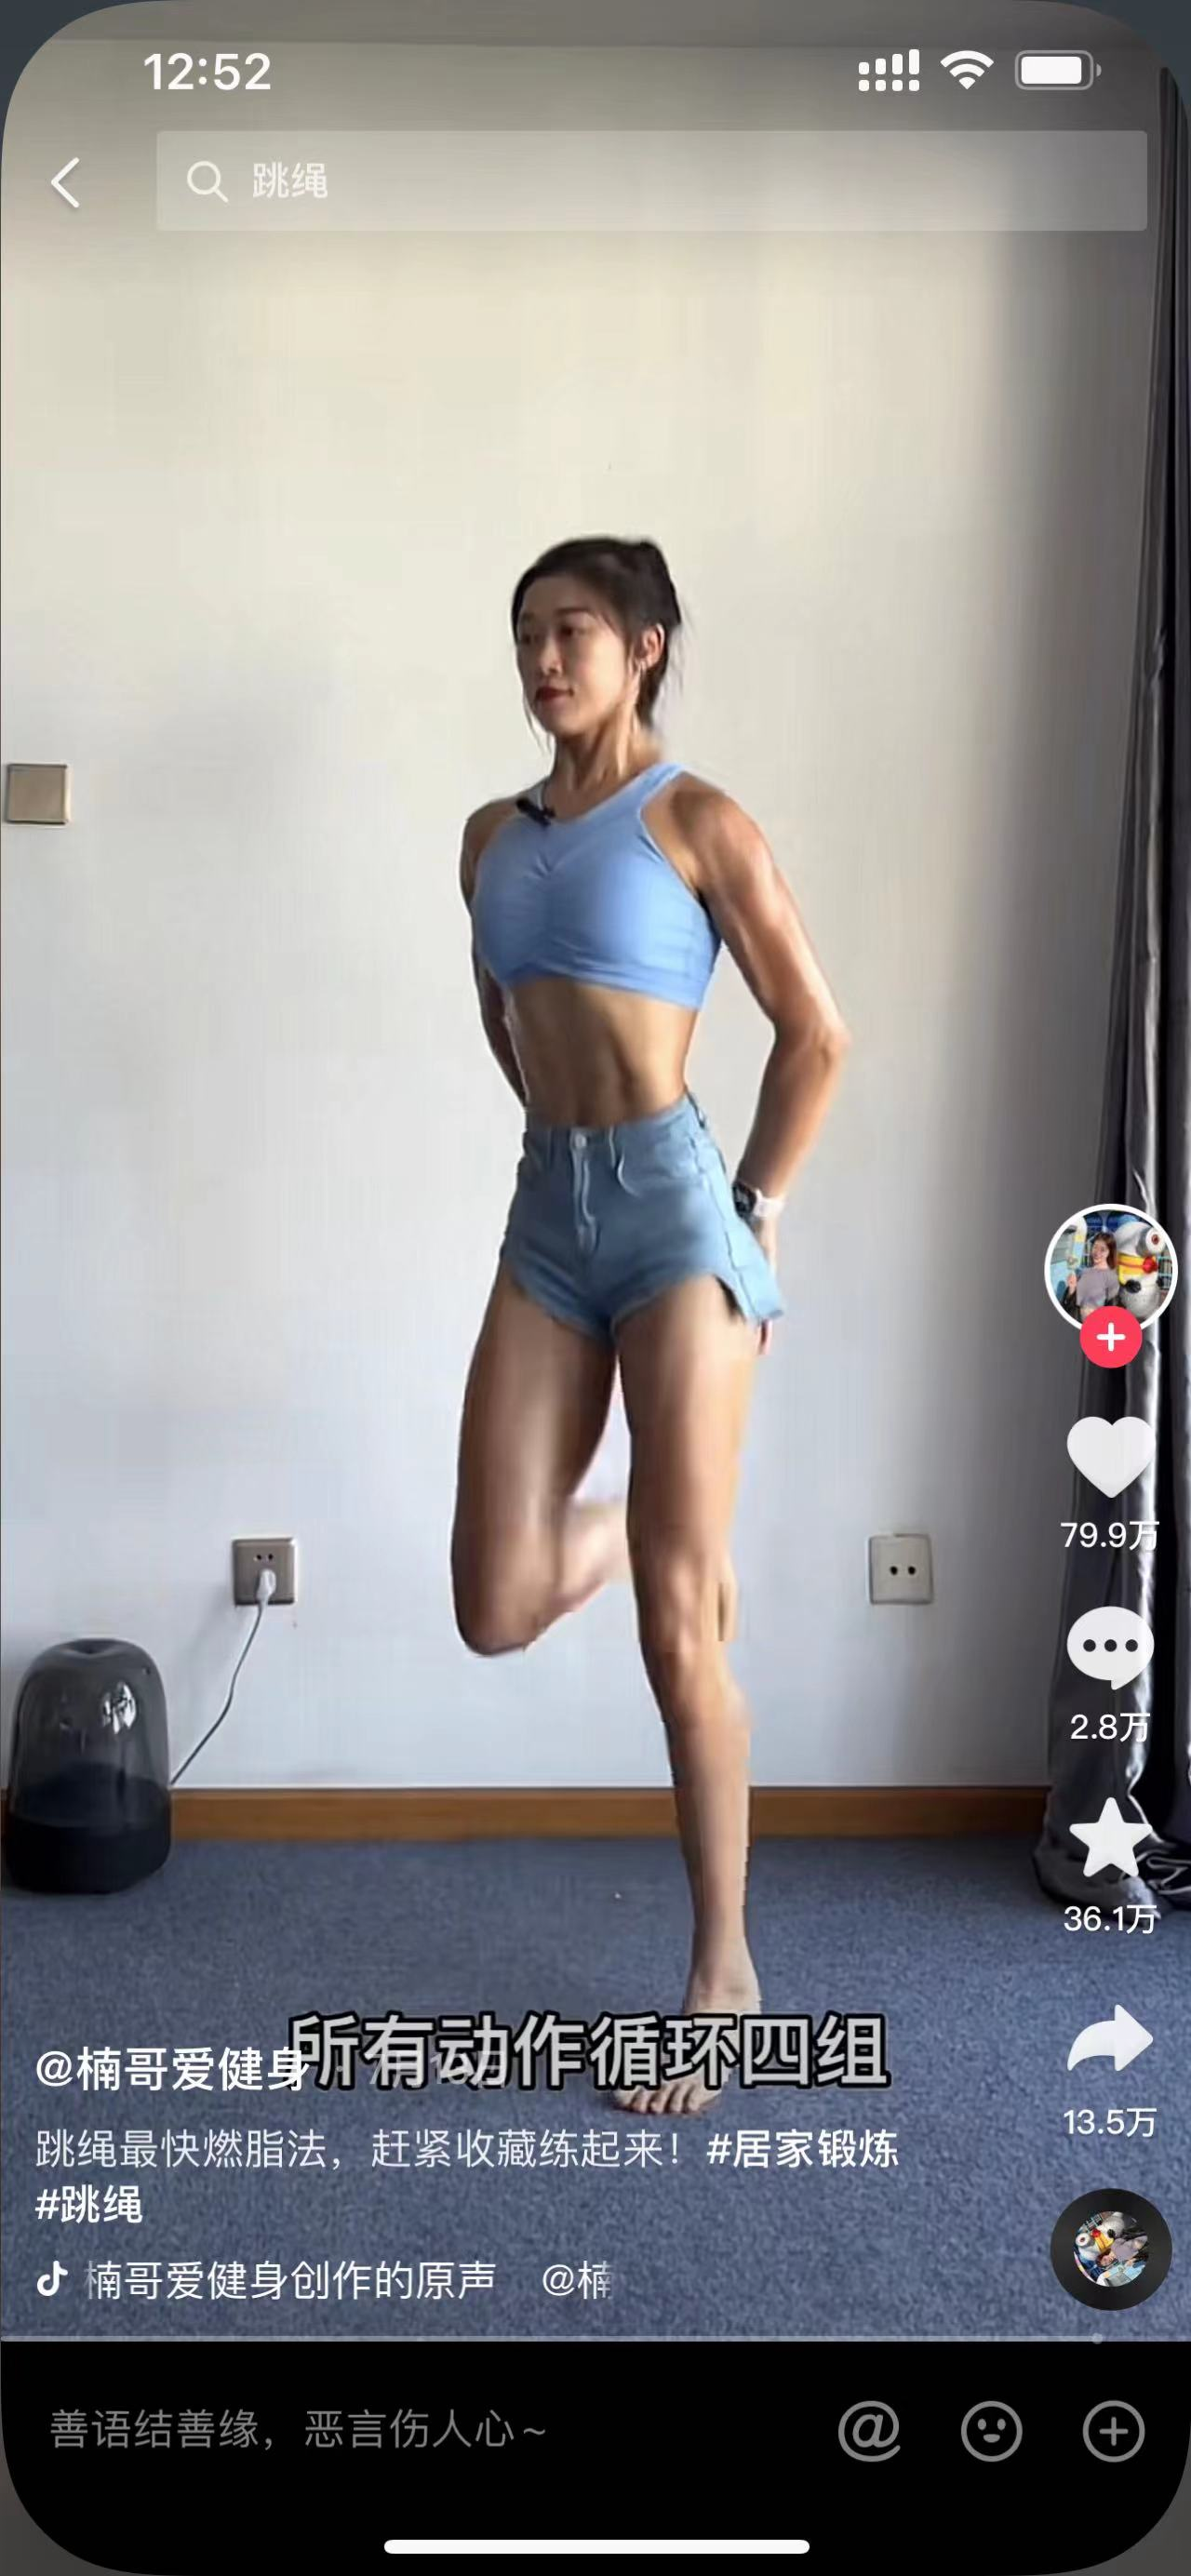 12:52
跳绳
79.9万
2.8万
36.1万
13.5万
所有动作循环四组
@楠哥爱健身
跳绳最快燃脂法，赶紧收藏练起来！#居家锻炼
#跳绳
楠哥爱健身创作的原声 @楠
善语结善缘，恶言伤人心~